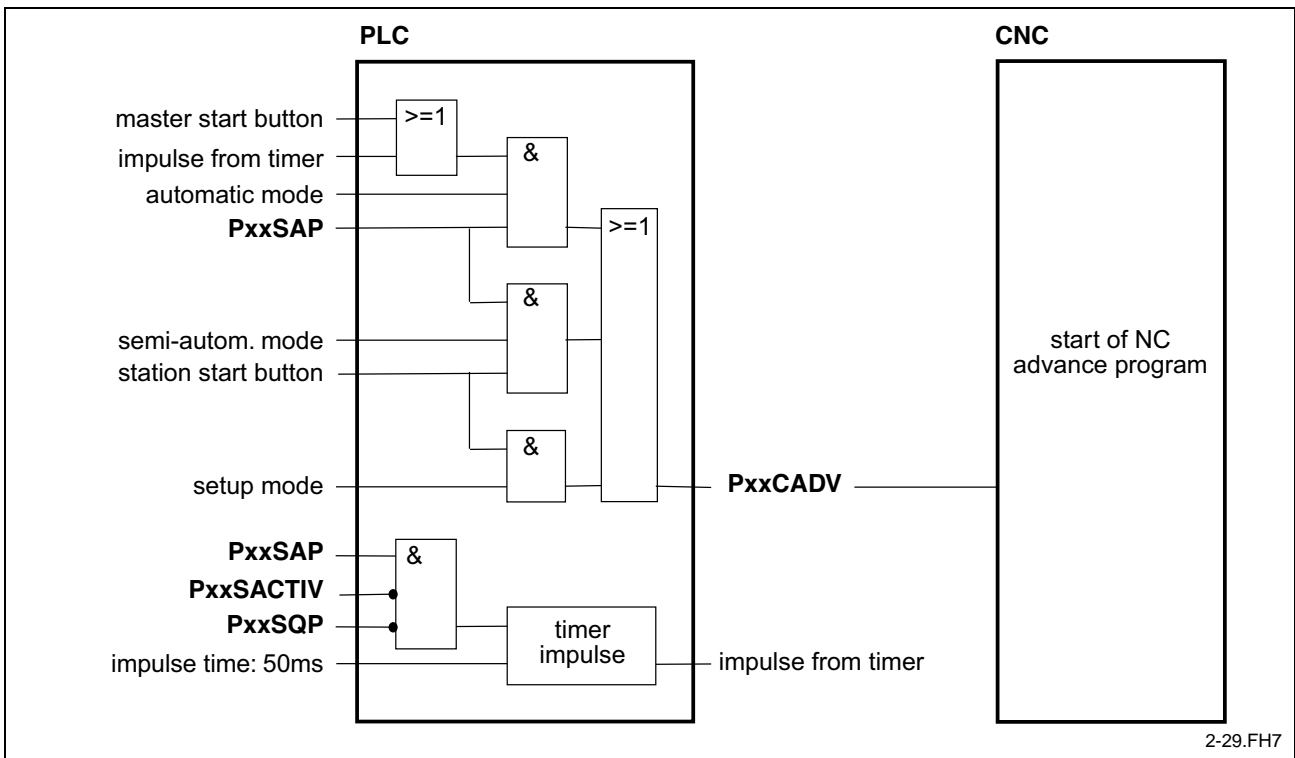 PLC
CNC
master start button
>=1
impulse from timer
&
automatic mode
PxxSAP
>=1
&
semi-autom. mode
station start button
start of NC
advance program
&
setup mode
PxxCADV
PxxSAP
&
PxxSACTIV
PxxSQP
timer
impulse
impulse time: 50ms
impulse from timer
2-29.FH7